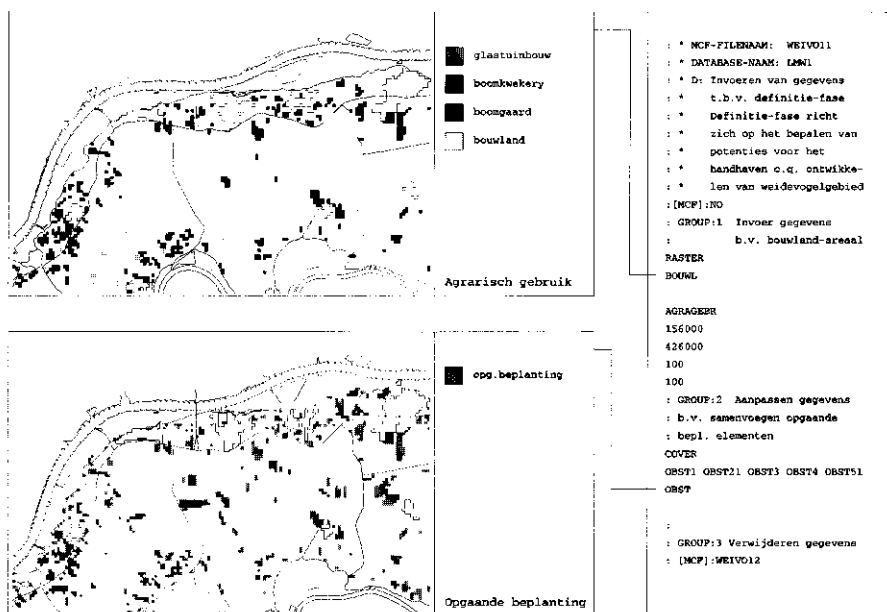 glastuinbouw
boomkwekery
boomgaard
bouwland
Agrarisch gebruik
opg.beplanting
Opgaande beplanting
: * MCF-FILENAAM: WEIVO11
: * DATABASE-NAAM: LMW1
: * D: Invoeren van gegevens
: * t.b.v. definitie-fase
: * Definitie-fase richt
: * zich op het bepalen van
: * potenties voor het
: * handhaven c.q. ontwikke-
: * len van weidevogelgebied
:[MCF]:NO
: GROUP:1 Invoer gegevens
: b.v. bouwland-areaal
RASTER
BOUWL
AGRAGEBR
156000
426000
100
100
: GROUP:2 Aanpassen gegevens
: b.v. samenvoegen opgaande
: bepl. elementen
COVER
OBST1 OBST21 OBST3 OBST4 OBST51
OBST
:
: GROUP:3 Verwijderen gegevens
: [MCF]:WEIVO12